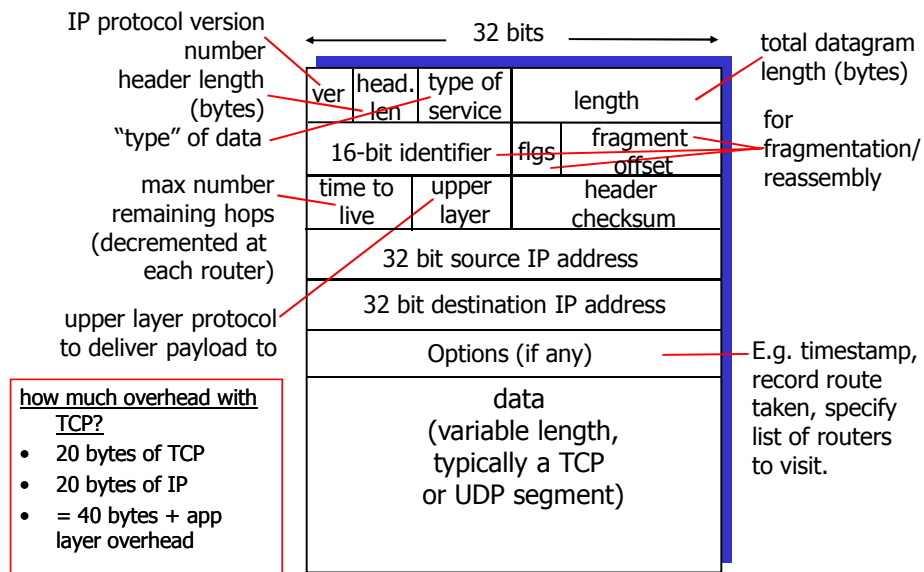 IP protocol version
number
header length
(bytes)
“type” of data
max number
remaining hops
(decremented at
each router)
upper layer protocol
to deliver payload to
how much overhead with
TCP?
• 20 bytes of TCP
• 20 bytes of IP
• = 40 bytes + app
layer overhead
32 bits
ver
head.
len
type of
service
length
16-bit identifier
flgs
fragment
offset
time to
live
upper
layer
header
checksum
32 bit source IP address
32 bit destination IP address
Options (if any)
data
(variable length,
typically a TCP
or UDP segment)
total datagram
length (bytes)
for
fragmentation/
reassembly
E.g. timestamp,
record route
taken, specify
list of routers
to visit.